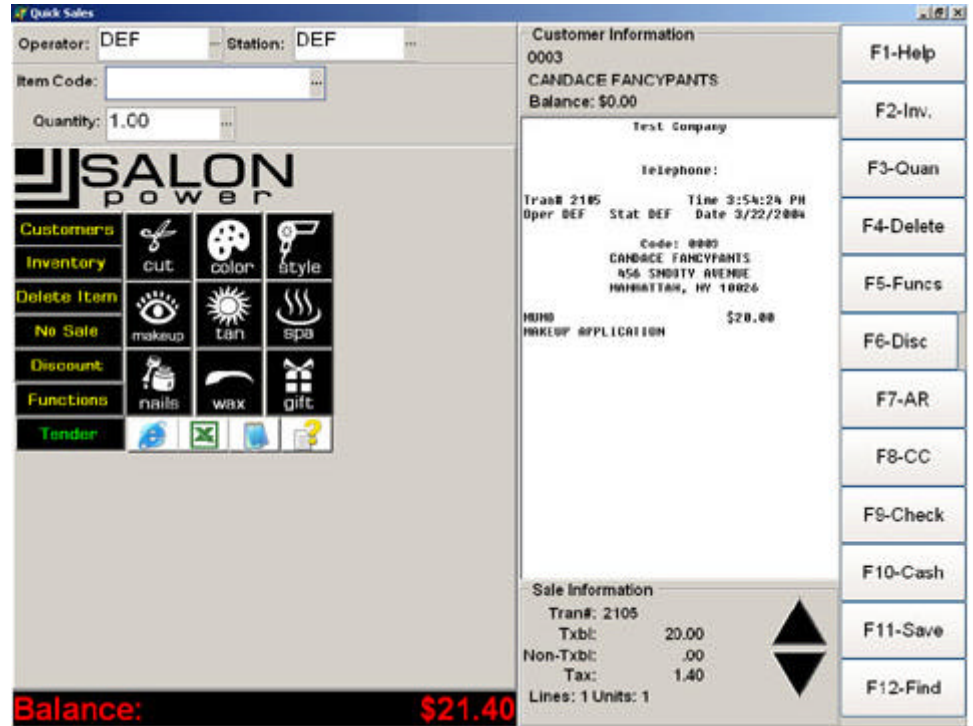 Quick Sales
Operator: DEF ... Station: DEF ...
Item Code: ...
Quantity: 1.00 ...
SALON
power
Customers
Inventory
Delete Item
No Sale
Discount
Functions
Tender
cut color style
makeup tan spa
nails wax gift
Balance: $21.40
Customer Information
0003
CANDACE FANCYPANTS
Balance: $0.00
Test Company
Telephone:
Tran# 2105 Time 3:54:24 PM
Oper DEF Stat DEF Date 3/22/2004
Code: 0003
CANDACE FANCYPANTS
456 SNOOTY AVENUE
MANHATTAN, NY 10026
$20.00
MAKEUP APPLICATION
Sale Information
Tran#: 2105
Txbl: 20.00
Non-Txbl: .00
Tax: 1.40
Lines: 1 Units: 1
F1-Help
F2-Inv.
F3-Quan
F4-Delete
F5-Funcs
F6-Disc
F7-AR
F8-CC
F9-Check
F10-Cash
F11-Save
F12-Find